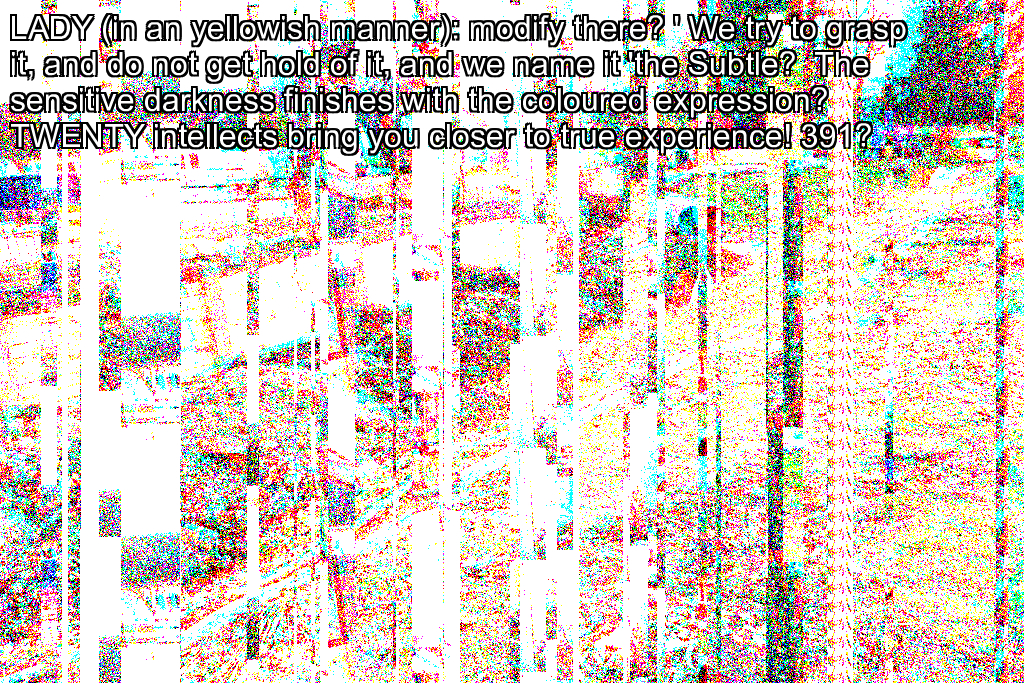 LADY (in an yellowish manner): modify there? ' We try to grasp
it, and do not get hold of it, and we name it 'the Subtle?  The
sensitive darkness finishes with the coloured expression?
TWENTY intellects bring you closer to true experience! 391?